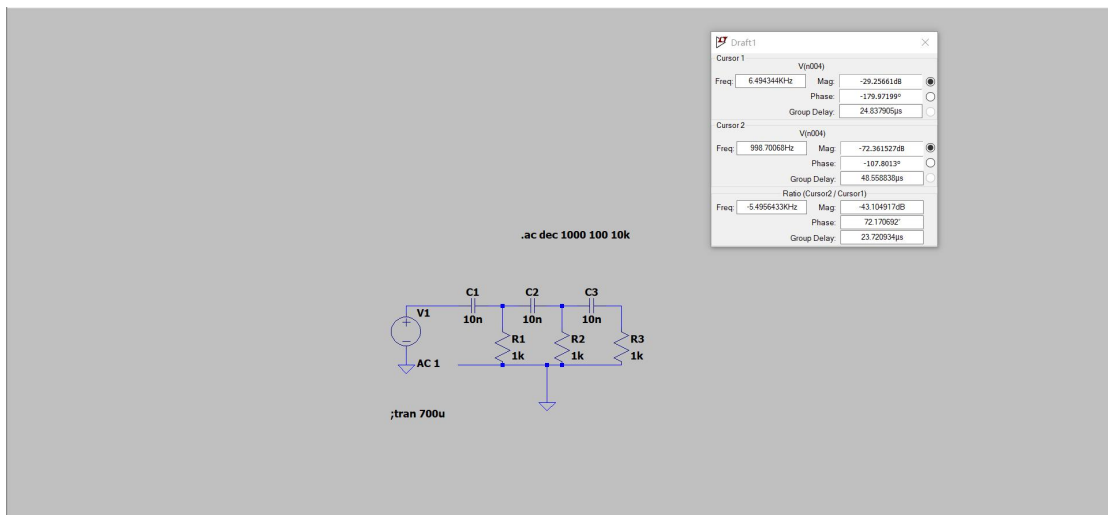 Draft1
Cursor 1
V(n004)
Freq: 6.494344KHz Mag: -29.25661dB
Phase: -179.97199°
Group Delay: 24.837905µs
Cursor 2
V(n004)
Freq: 998.70068Hz Mag: -72.361527dB
Phase: -107.8013°
Group Delay: 48.558838µs
Ratio (Cursor2 / Cursor1)
Freq: -5.4956433KHz Mag: -43.104917dB
Phase: 72.170692°
Group Delay: 23.720934µs
.ac dec 1000 100 10k
C1 C2 C3
V1 10n 10n 10n
R1 R2 R3
AC 1 1k 1k 1k
;tran 700u